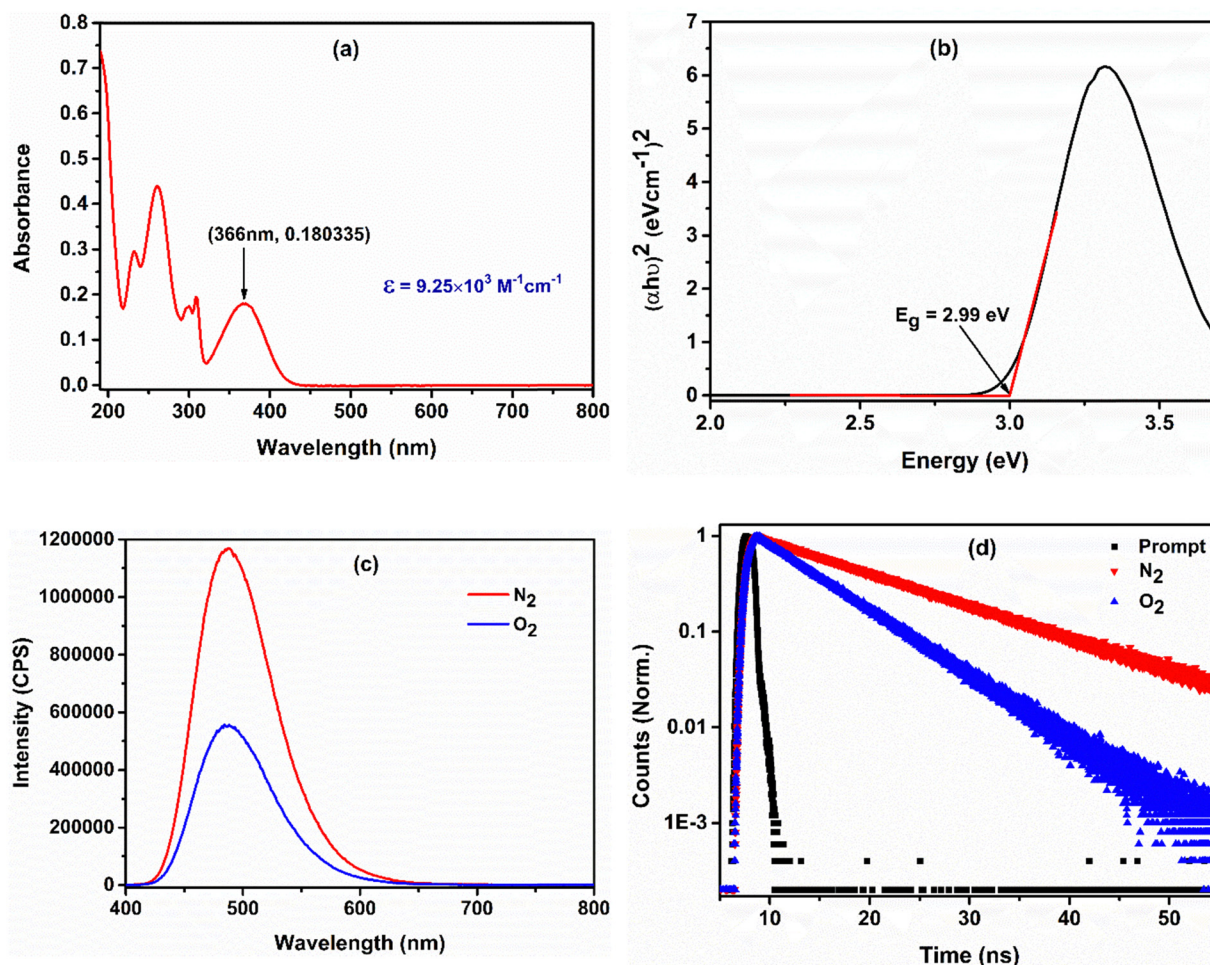 (a)
0.8
0.7
0.6
0.5
0.4
0.3
0.2
0.1
0.0
Absorbance
(366nm, 0.180335)
ε = 9.25×10³ M⁻¹cm⁻¹
200 300 400 500 600 700 800
Wavelength (nm)
(b)
7
6
5
4
3
2
1
0
(αhυ)² (eVcm⁻¹)²
E₉ = 2.99 eV
2.0 2.5 3.0 3.5
Energy (eV)
(c)
1200000
1000000
800000
600000
400000
200000
0
Intensity (CPS)
N₂
O₂
400 500 600 700 800
Wavelength (nm)
(d)
1
0.1
0.01
1E-3
Counts (Norm.)
Prompt
N₂
O₂
10 20 30 40 50
Time (ns)